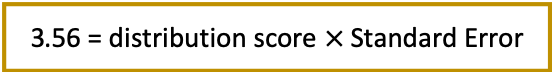 3.56 = distribution score × Standard Error